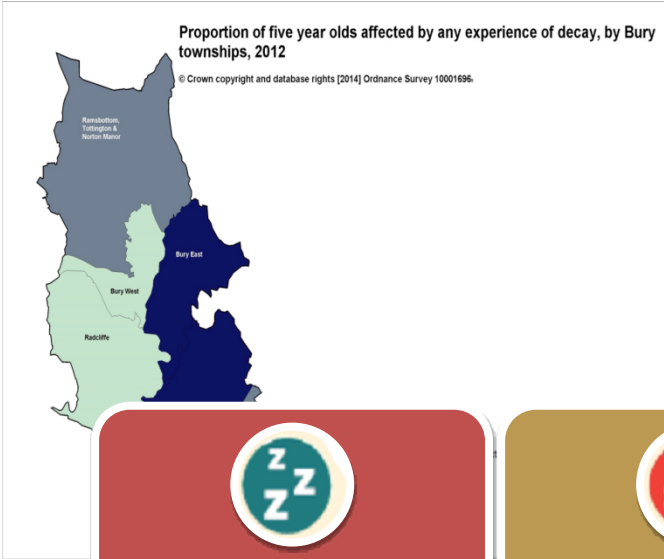 Proportion of five year olds affected by any experience of decay, by Bury
townships, 2012
© Crown copyright and database rights [2014] Ordnance Survey 10001696
Ramsbottom,
Tottington &
Norton Manor
Bury East
Bury West
Radcliffe
Z
Z
Z